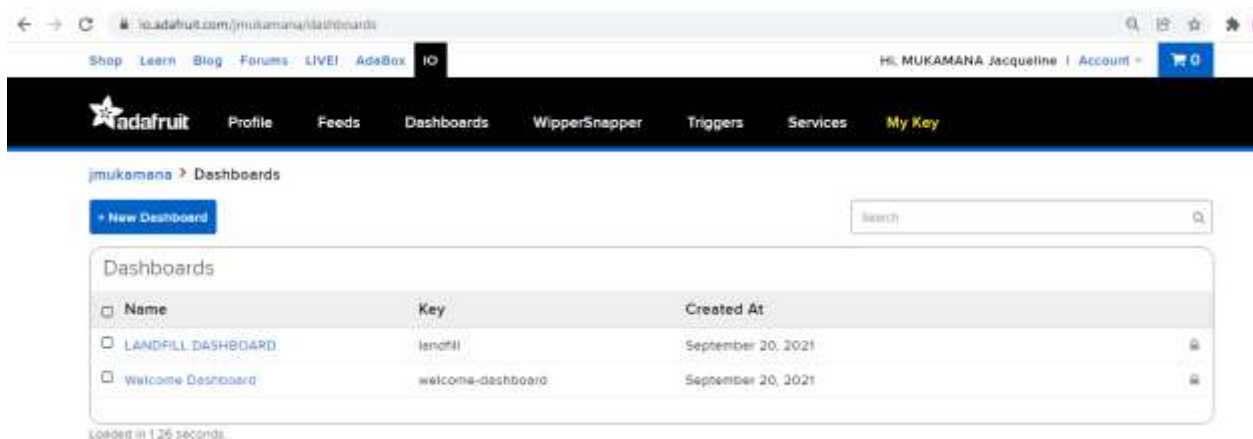 io.adafruit.com/jmukamana/dashboards
Shop Learn Blog Forums LIVE! AdaBox IO Hi, MUKAMANA Jacqueline | Account 0
adafruit Profile Feeds Dashboards WipperSnapper Triggers Services My Key
jmukamana > Dashboards
+ New Dashboard Search
Dashboards
Name Key Created At
LANDFILL DASHBOARD landfill September 20, 2021
Welcome Dashboard welcome-dashboard September 20, 2021
Loaded in 1.26 seconds.